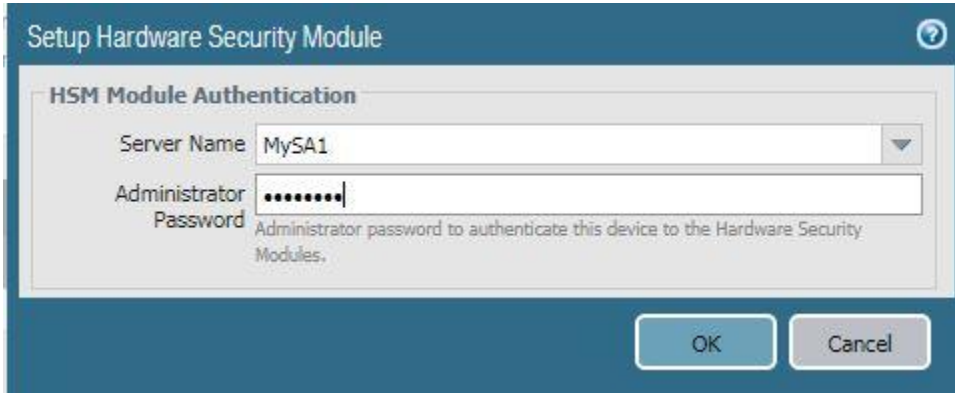 Setup Hardware Security Module
?
HSM Module Authentication
Server Name MySA1
Administrator
Password ••••••••
Administrator password to authenticate this device to the Hardware Security
Modules.
OK Cancel